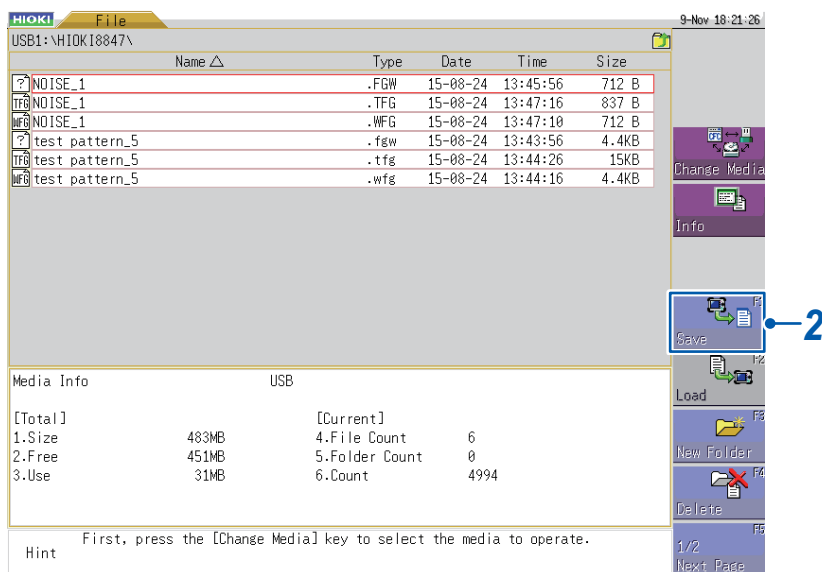 HIOKI File 9-Nov 18:21:26
USB1:\HIOKI8847\
Name △ Type Date Time Size
? NOISE_1 .FGW 15-08-24 13:45:56 712 B
TFG NOISE_1 .TFG 15-08-24 13:47:16 837 B
WFG NOISE_1 .WFG 15-08-24 13:47:10 712 B
? test pattern_5 .fgw 15-08-24 13:43:56 4.4KB
TFG test pattern_5 .tfg 15-08-24 13:44:26 15KB
WFG test pattern_5 .wfg 15-08-24 13:44:16 4.4KB
CF
Change Media
Info
F1
Save
2
F2
Load
F3
New Folder
F4
Delete
F5
1/2
Next Page
Media Info USB
[Total] [Current]
1.Size 483MB 4.File Count 6
2.Free 451MB 5.Folder Count 0
3.Use 31MB 6.Count 4994
First, press the [Change Media] key to select the media to operate.
Hint